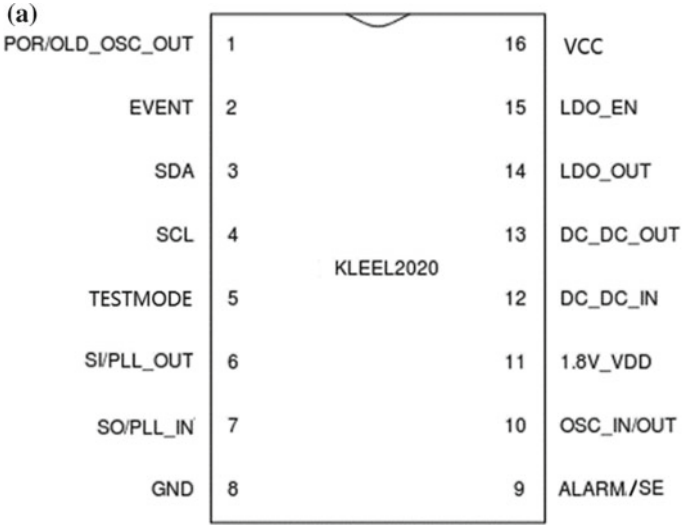 (a)
POR/OLD_OSC_OUT 1 16 VCC
EVENT 2 15 LDO_EN
SDA 3 14 LDO_OUT
SCL 4 13 DC_DC_OUT
KLEEL2020
TESTMODE 5 12 DC_DC_IN
SI/PLL_OUT 6 11 1.8V_VDD
SO/PLL_IN 7 10 OSC_IN/OUT
GND 8 9 ALARM/SE